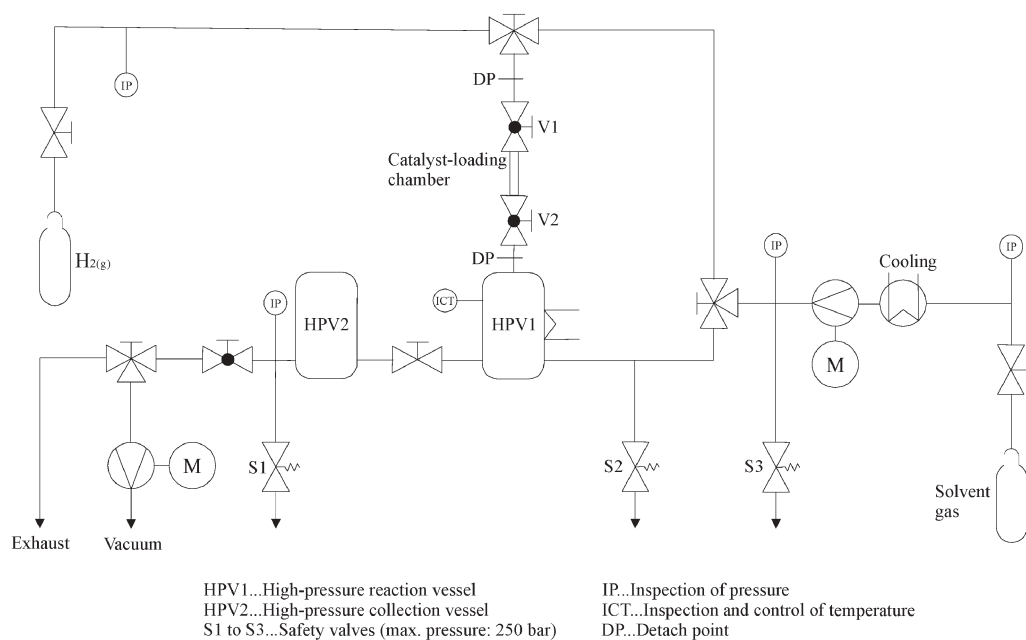 IP
DP
V1
Catalyst-loading
chamber
V2
H2(g)
DP
IP
IP
Cooling
IP
ICT
HPV2
HPV1
M
S1
M
S2
S3
Solvent
gas
Exhaust
Vacuum
HPV1...High-pressure reaction vessel
HPV2...High-pressure collection vessel
S1 to S3...Safety valves (max. pressure: 250 bar)
IP...Inspection of pressure
ICT...Inspection and control of temperature
DP...Detach point